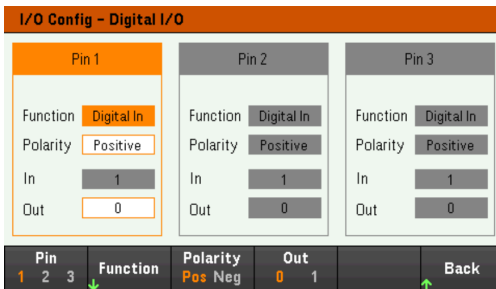 I/O Config - Digital I/O
Pin 1
Pin 2
Pin 3
Function Digital In
Function Digital In
Function Digital In
Polarity Positive
Polarity Positive
Polarity Positive
In 1
In 1
In 1
Out 0
Out 0
Out 0
Pin
1 2 3
Function
Polarity
Pos Neg
Out
0 1
Back